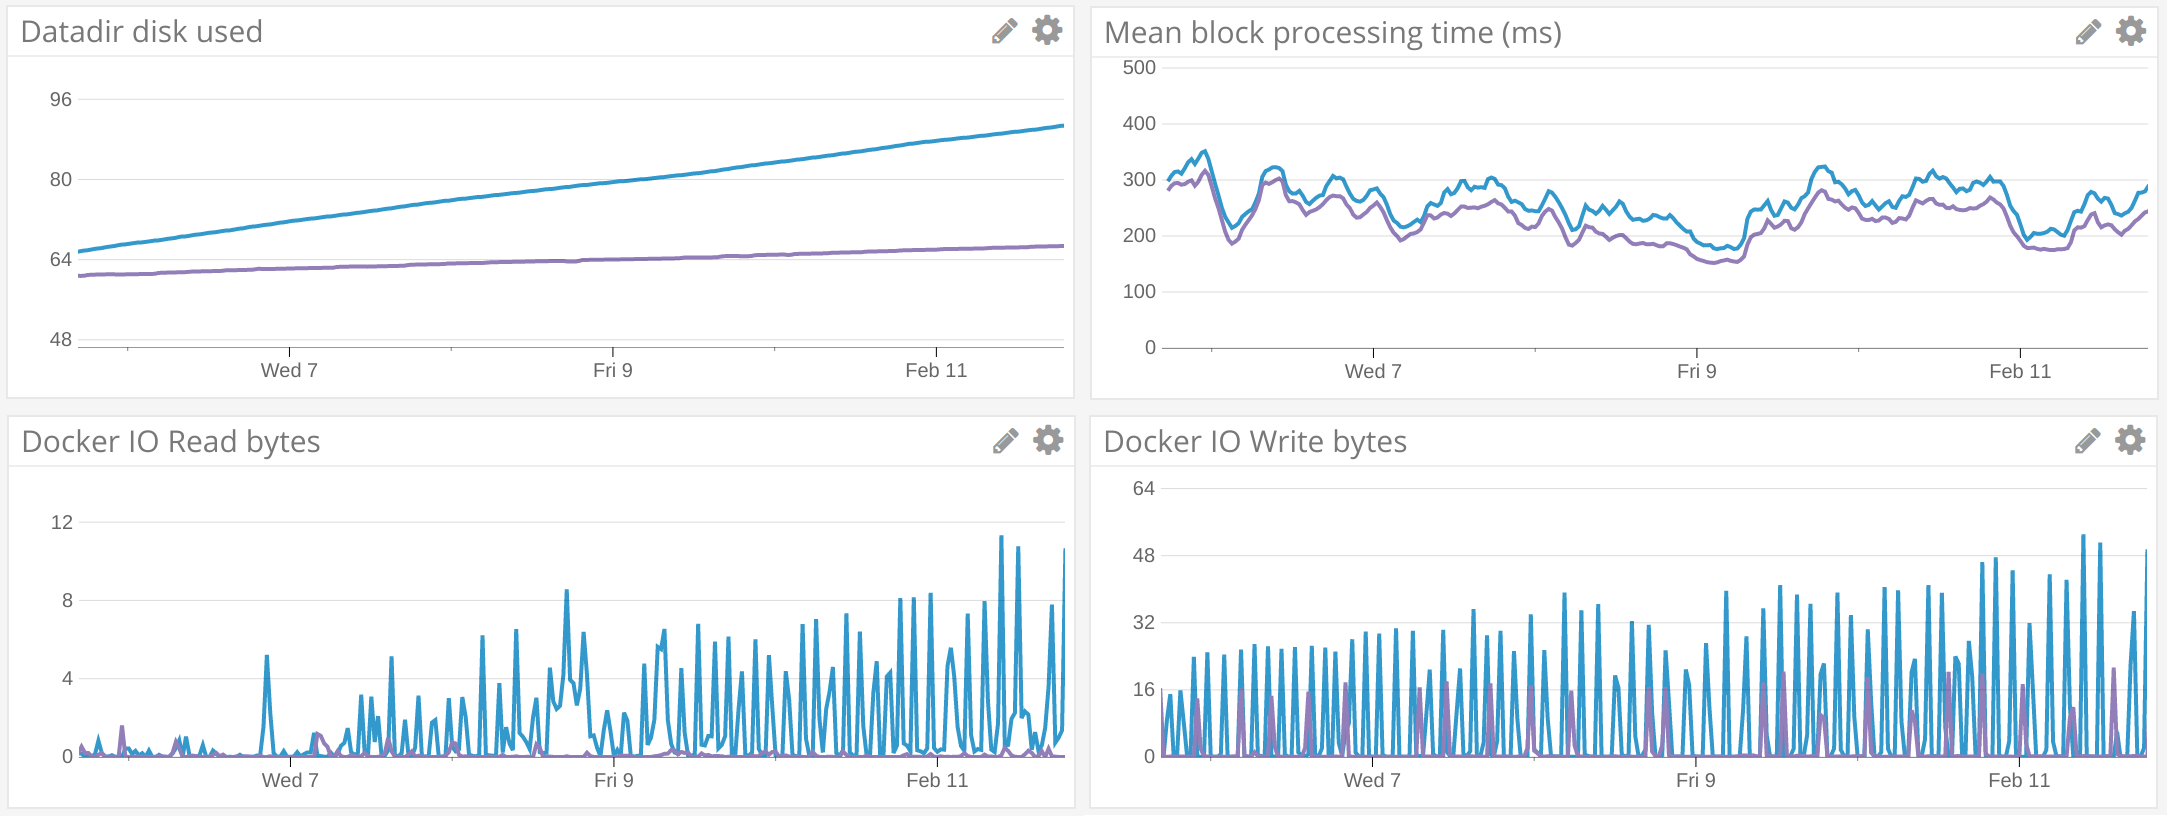 Datadir disk used
96
80
64
48
Wed 7 Fri 9 Feb 11
Mean block processing time (ms)
500
400
300
200
100
0
Wed 7 Fri 9 Feb 11
Docker IO Read bytes
12
8
4
0
Wed 7 Fri 9 Feb 11
Docker IO Write bytes
64
48
32
16
0
Wed 7 Fri 9 Feb 11